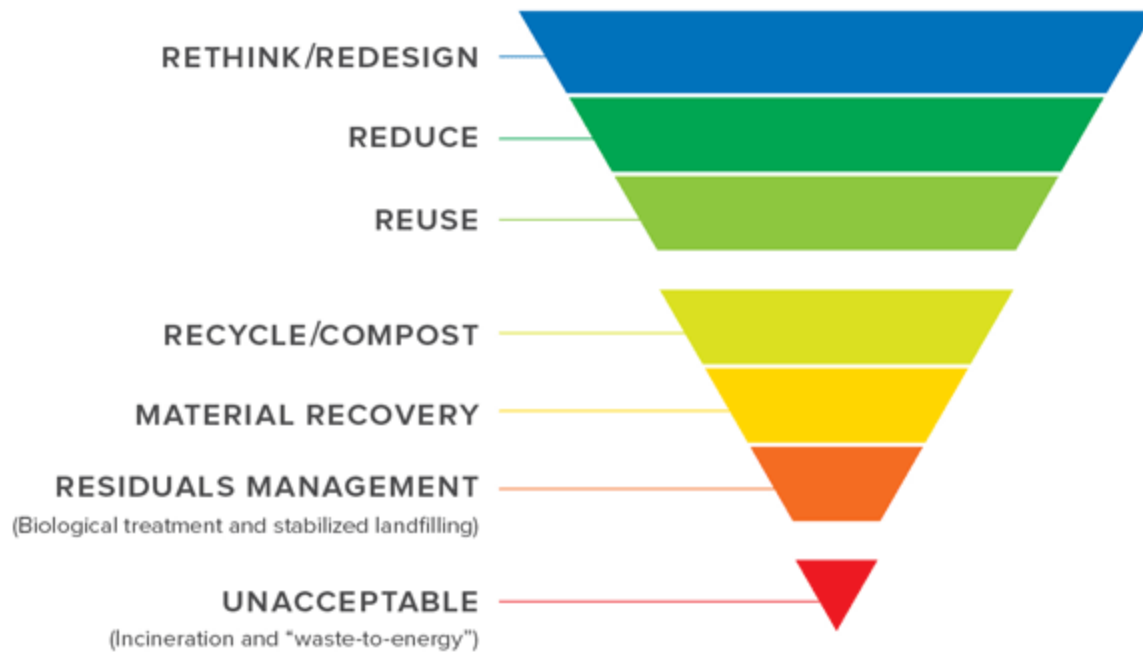 RETHINK/REDESIGN
REDUCE
REUSE
RECYCLE/COMPOST
MATERIAL RECOVERY
RESIDUALS MANAGEMENT
(Biological treatment and stabilized landfilling)
UNACCEPTABLE
(Incineration and “waste-to-energy”)